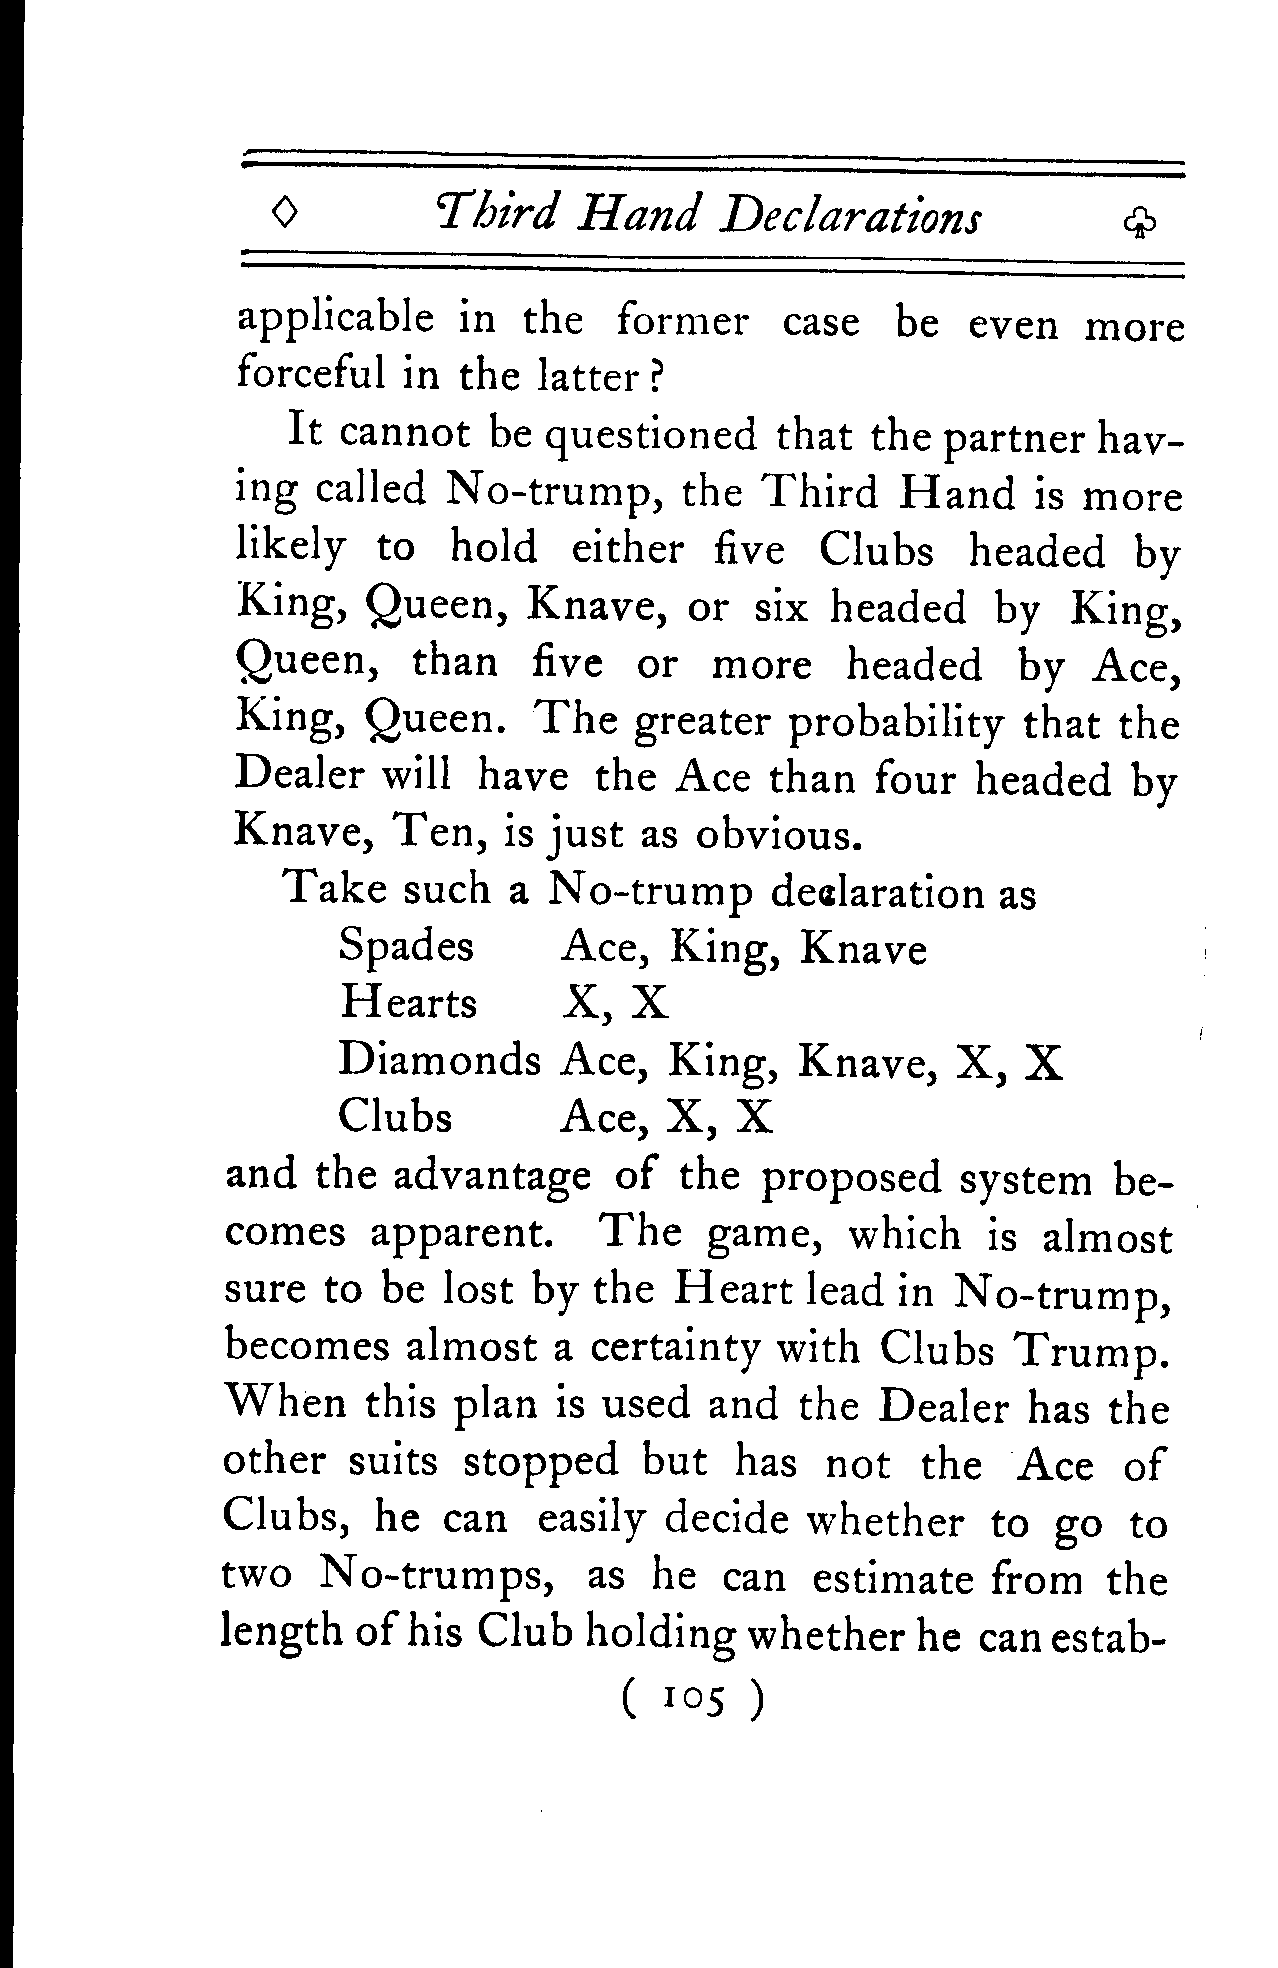 ◊ Third Hand Declarations ♧
applicable in the former case be even more
forceful in the latter?
It cannot be questioned that the partner hav-
ing called No-trump, the Third Hand is more
likely to hold either five Clubs headed by
King, Queen, Knave, or six headed by King,
Queen, than five or more headed by Ace,
King, Queen. The greater probability that the
Dealer will have the Ace than four headed by
Knave, Ten, is just as obvious.
Take such a No-trump declaration as
Spades Ace, King, Knave
Hearts X, X
Diamonds Ace, King, Knave, X, X
Clubs Ace, X, X
and the advantage of the proposed system be-
comes apparent. The game, which is almost
sure to be lost by the Heart lead in No-trump,
becomes almost a certainty with Clubs Trump.
When this plan is used and the Dealer has the
other suits stopped but has not the Ace of
Clubs, he can easily decide whether to go to
two No-trumps, as he can estimate from the
length of his Club holding whether he can estab-
( 105 )